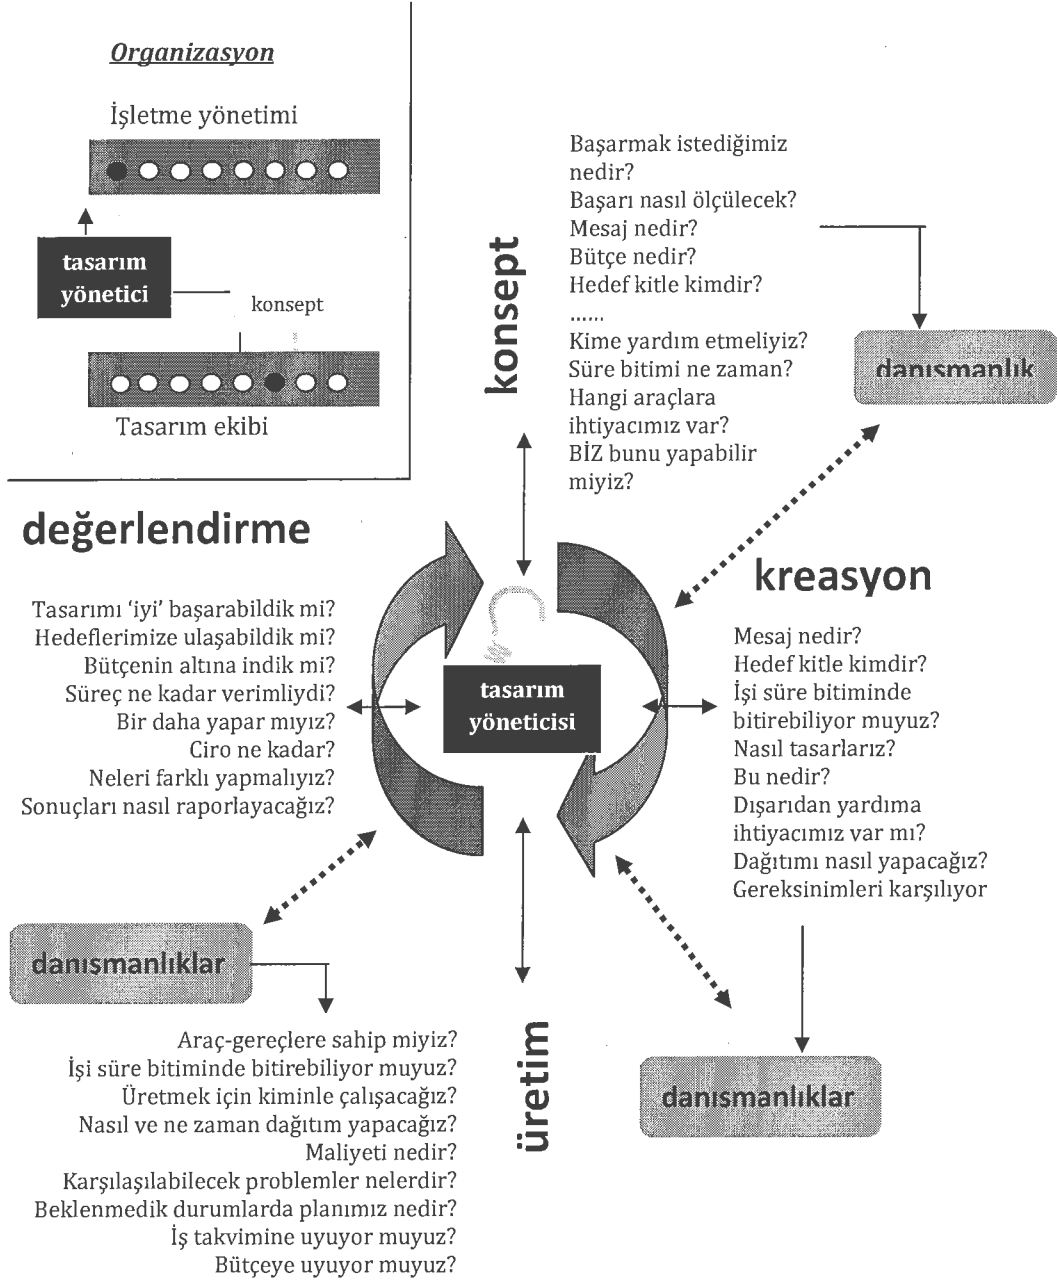 Organizasyon
İşletme yönetimi
tasarım
yönetici
konsept
Tasarım ekibi
konsept
Başarmak istediğimiz
nedir?
Başarı nasıl ölçülecek?
Mesaj nedir?
Bütçe nedir?
Hedef kitle kimdir?
......
Kime yardım etmeliyiz?
Süre bitimi ne zaman?
Hangi araçlara
ihtiyacımız var?
BİZ bunu yapabilir
miyiz?
danışmanlık
değerlendirme
Tasarımı ‘iyi’ başarabildik mi?
Hedeflerimize ulaşabildik mi?
Bütçenin altına indik mi?
Süreç ne kadar verimliydi?
Bir daha yapar mıyız?
Ciro ne kadar?
Neleri farklı yapmalıyız?
Sonuçları nasıl raporlayacağız?
tasarım
yöneticisi
kreasyon
Mesaj nedir?
Hedef kitle kimdir?
İşi süre bitiminde
bitirebiliyor muyuz?
Nasıl tasarlarız?
Bu nedir?
Dışarıdan yardıma
ihtiyacımız var mı?
Dağıtımı nasıl yapacağız?
Gereksinimleri karşılıyor
danışmanlıklar
danışmanlıklar
üretim
Araç-gereçlere sahip miyiz?
İşi süre bitiminde bitirebiliyor muyuz?
Üretmek için kiminle çalışacağız?
Nasıl ve ne zaman dağıtım yapacağız?
Maliyeti nedir?
Karşılaşılabilecek problemler nelerdir?
Beklenmedik durumlarda planımız nedir?
İş takvimine uyuyor muyuz?
Bütçeye uyuyor muyuz?